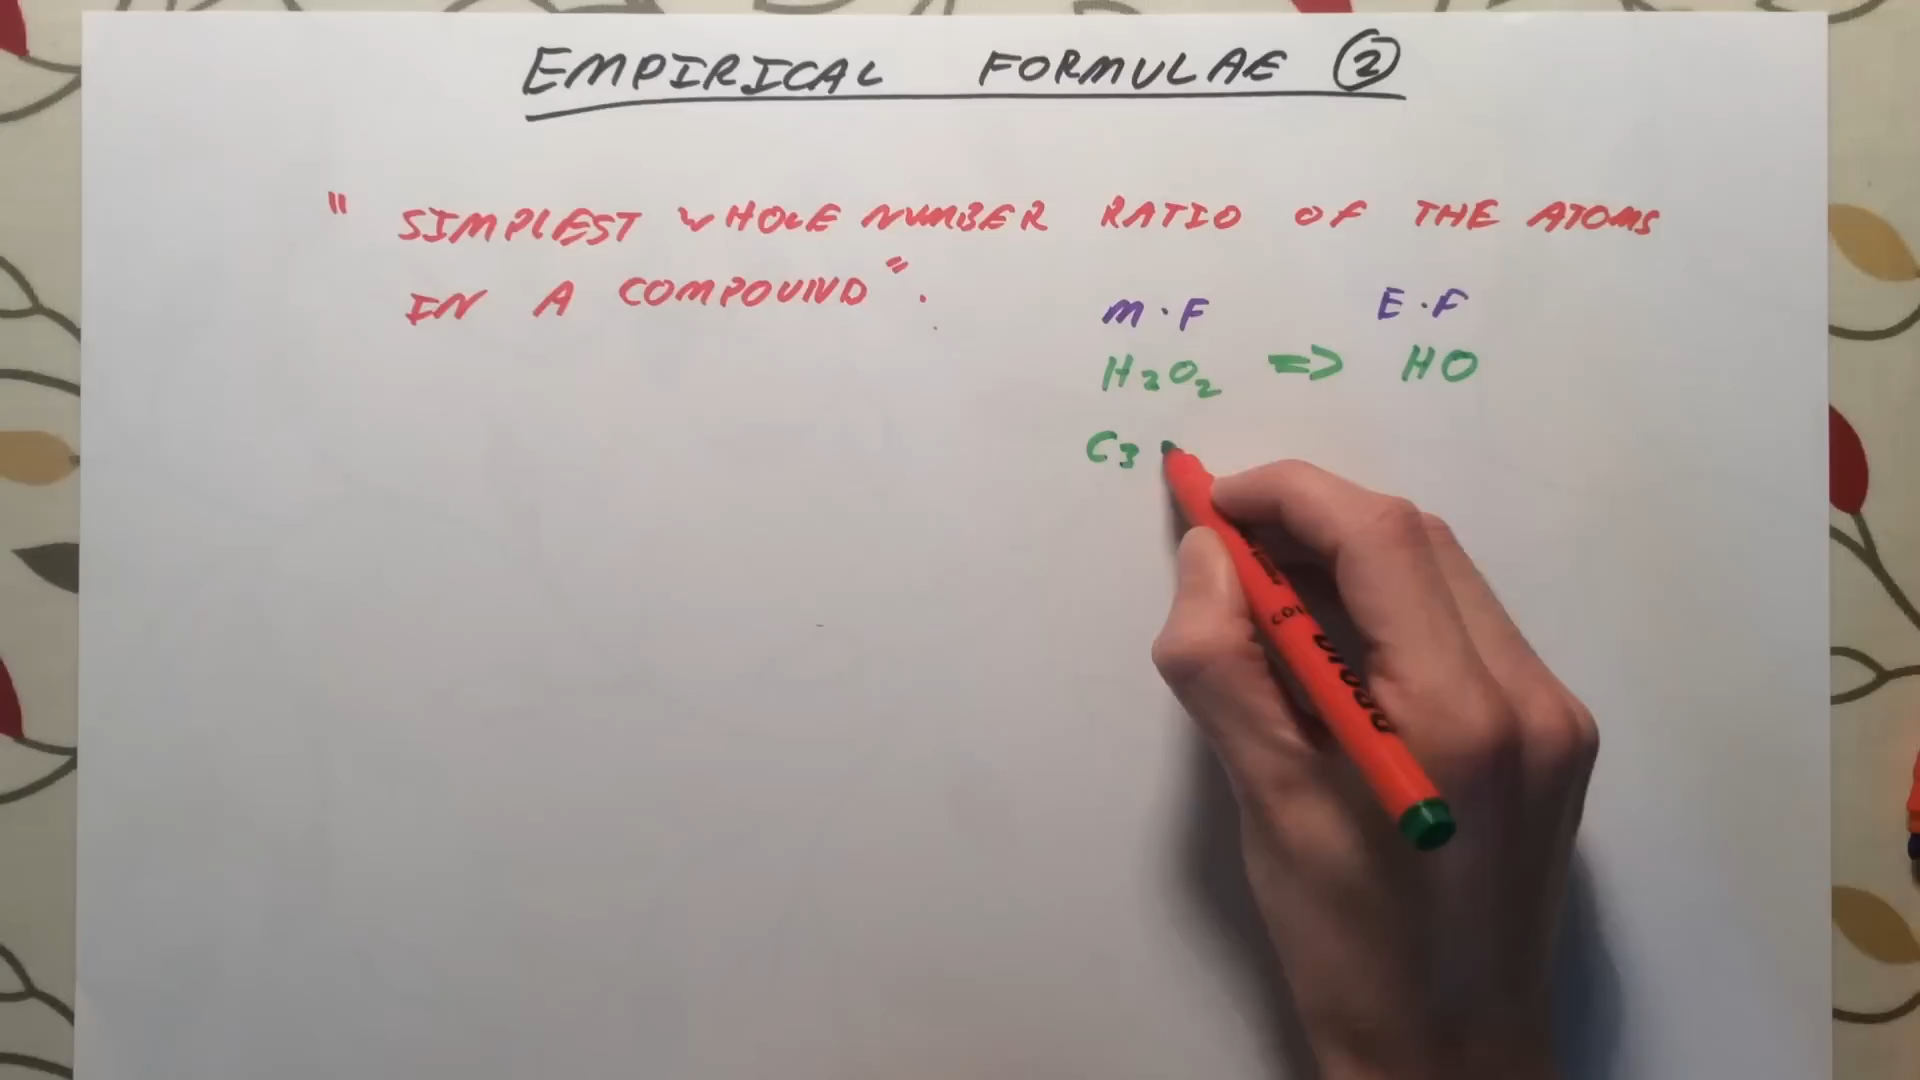 EMPIRICAL FORMULAE ②
" SIMPLEST WHOLE NUMBER RATIO OF THE ATOMS
IN A COMPOUND".
M.F E.F
H₂O₂ => HO
C₃